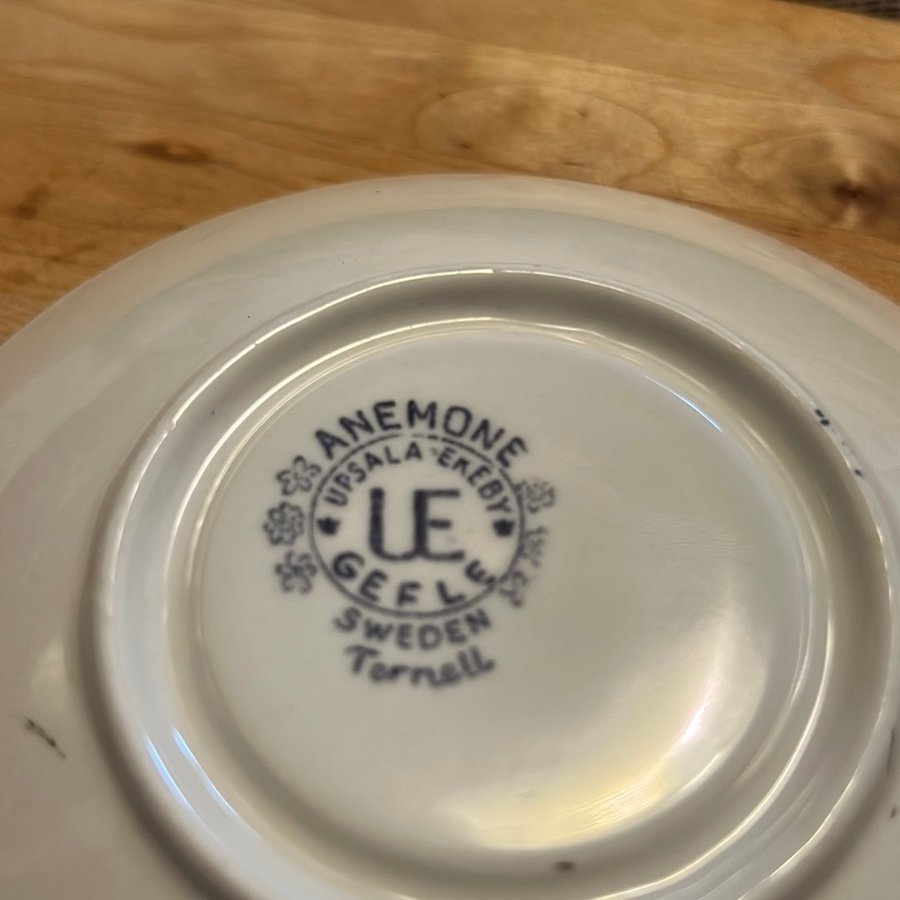 ANEMONE
UPSALA-EKEBY
UE
GEFLE
SWEDEN
Tornell